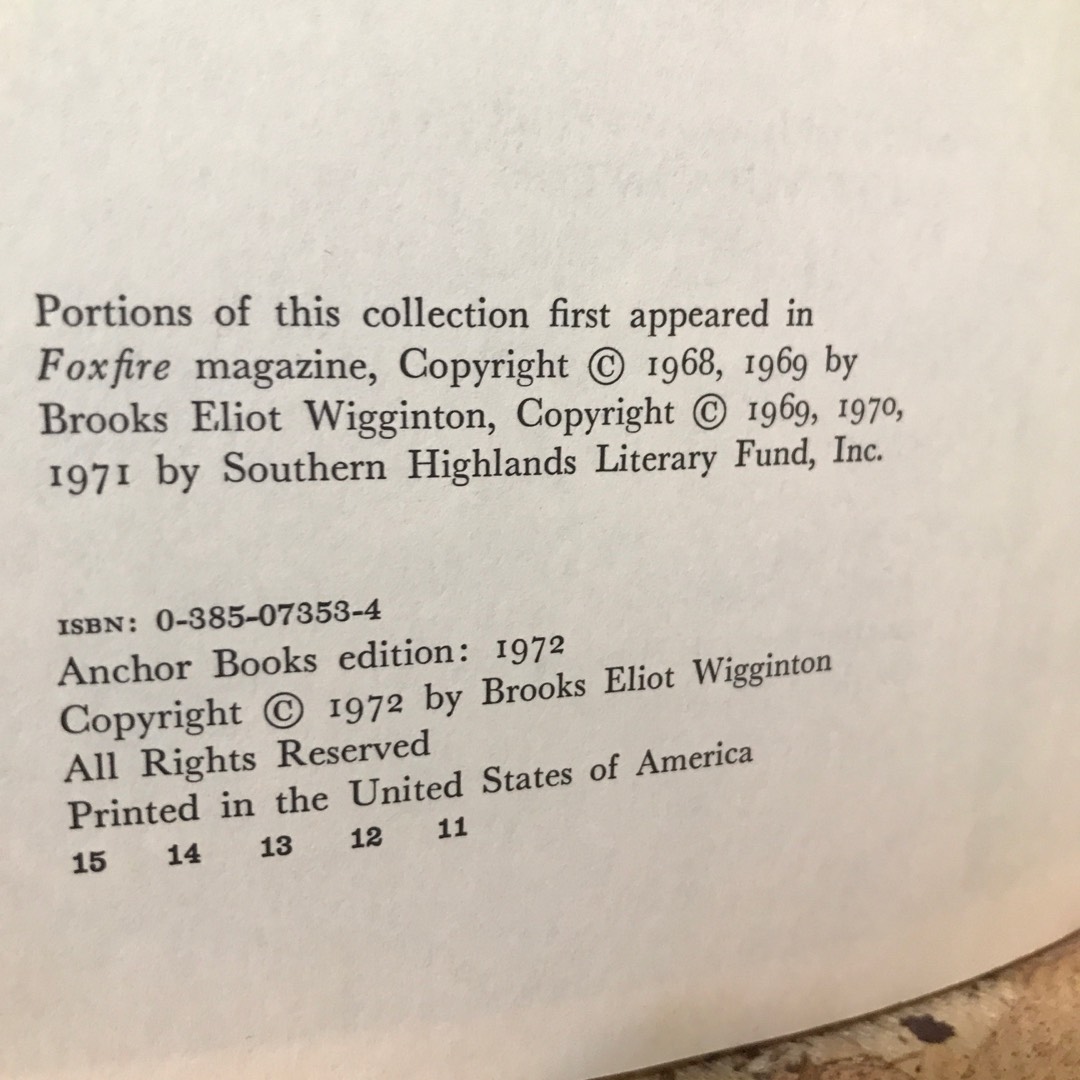 Portions of this collection first appeared in
Foxfire magazine, Copyright © 1968, 1969 by
Brooks Eliot Wigginton, Copyright © 1969, 1970,
1971 by Southern Highlands Literary Fund, Inc.
ISBN: 0-385-07353-4
Anchor Books edition: 1972
Copyright © 1972 by Brooks Eliot Wigginton
All Rights Reserved
Printed in the United States of America
15 14 13 12 11